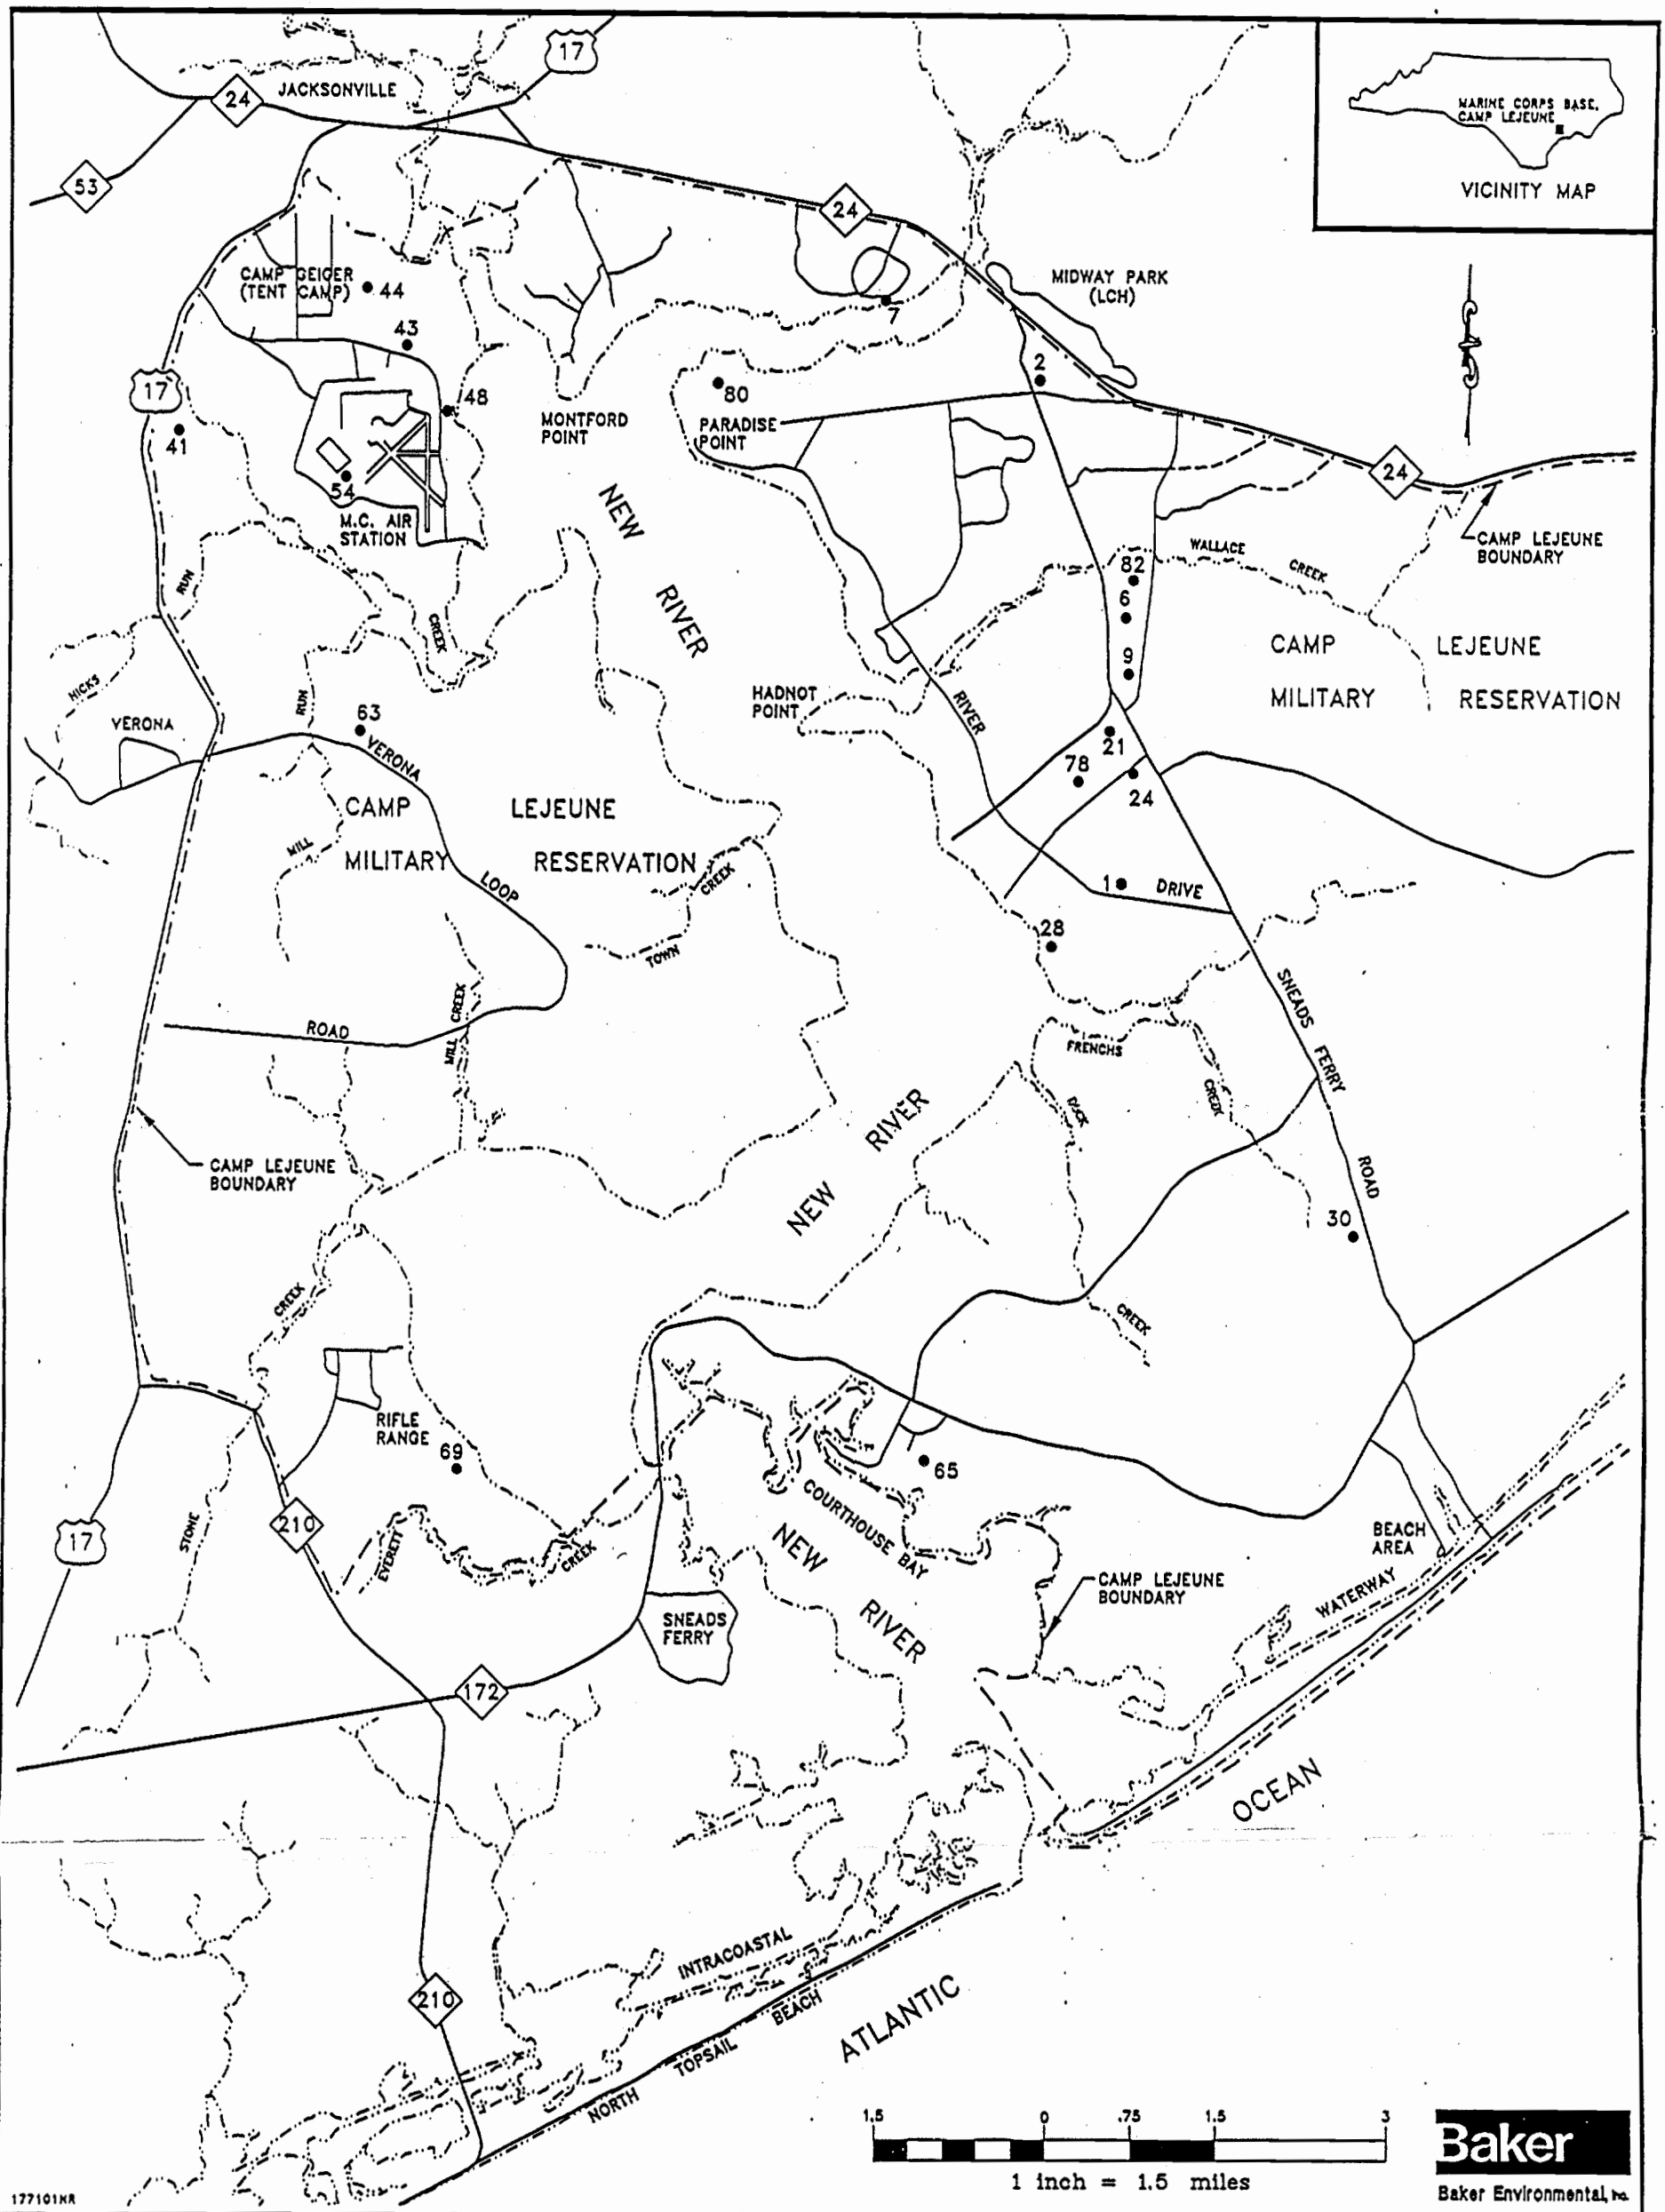 17
JACKSONVILLE
24
53
MARINE CORPS BASE,
CAMP LEJEUNE
VICINITY MAP
24
CAMP GEIGER
(TENT CAMP)
44
43
MIDWAY PARK
(LCH)
7
2
17
41
48
80
MONTFORD
POINT
PARADISE
POINT
54
M.C. AIR
STATION
24
CAMP LEJEUNE
BOUNDARY
NEW
RIVER
WALLACE
CREEK
82
6
9
RUN
CREEK
HICKS
RUN
VERONA
63
VERONA
HADNOT
POINT
RIVER
CAMP LEJEUNE
MILITARY RESERVATION
21
78
24
CAMP LEJEUNE
MILITARY RESERVATION
MILL
LOOP
CREEK
TOWN
1
DRIVE
28
SNEADS
FERRY
ROAD
ROAD
MILL CREEK
FRENCHS
CREEK
DUCK
CREEK
RIVER
NEW
CAMP LEJEUNE
BOUNDARY
30
CREEK
RIFLE
RANGE
69
65
COURTHOUSE BAY
NEW
RIVER
17
210
STONE
EVERETT
CREEK
BEACH
AREA
CAMP LEJEUNE
BOUNDARY
WATERWAY
SNEADS
FERRY
172
OCEAN
210
INTRACOASTAL
NORTH TOPSAIL BEACH
ATLANTIC
1.5 0 .75 1.5 3
1 inch = 1.5 miles
Baker
Baker Environmental, Inc.
177101NR